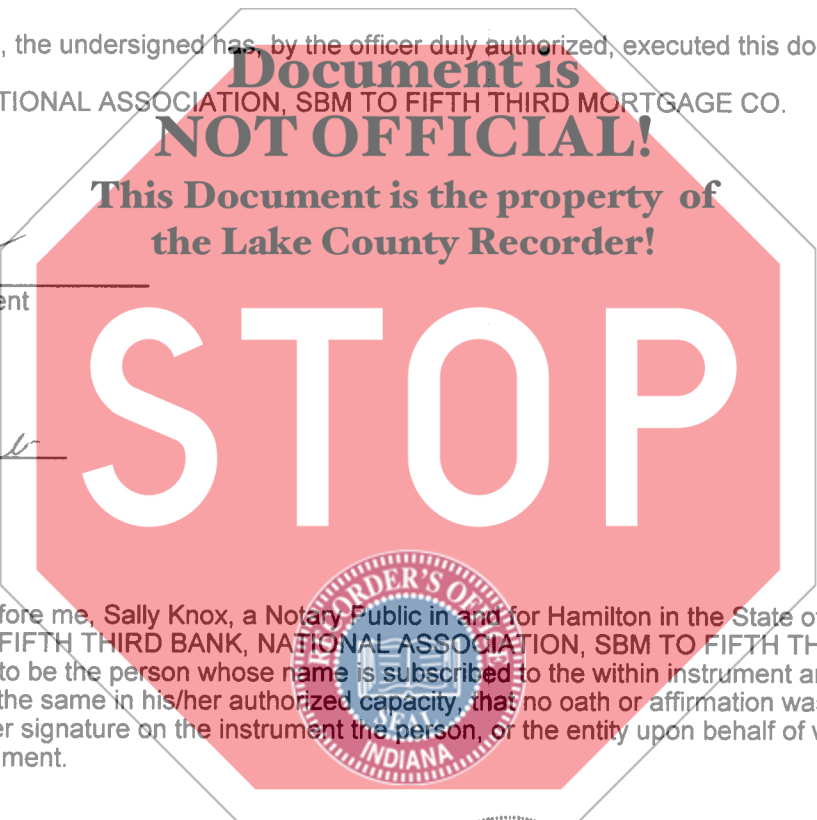 , the undersigned has, by the officer duly authorized, executed this do
Document is
TIONAL ASSOCIATION, SBM TO FIFTH THIRD MORTGAGE CO.
NOT OFFICIAL!
This Document is the property of
the Lake County Recorder!
ent
STOP
RECORDER'S OFFICE
fore me, Sally Knox, a Notary Public in and for Hamilton in the State of
FIFTH THIRD BANK, NATIONAL ASSOCIATION, SBM TO FIFTH TH
to be the person whose name is subscribed to the within instrument a
the same in his/her authorized capacity, that no oath or affirmation wa
SEAL
er signature on the instrument the person, or the entity upon behalf of
INDIANA
ment.